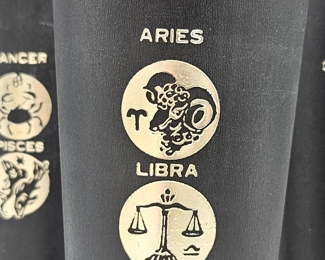 ARIES
♈
LIBRA
♎
ANCER
PISCES